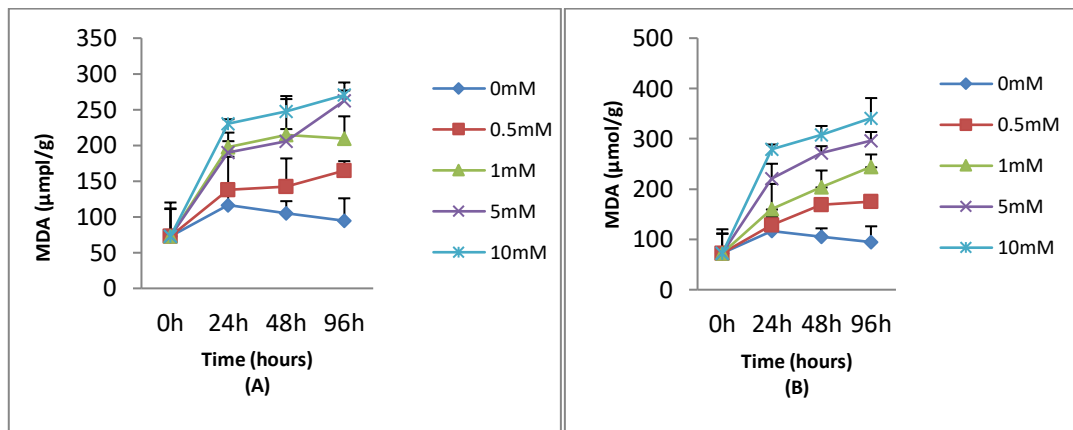 350
300
250
200
150
100
50
0
MDA (µmpl/g)
0h 24h 48h 96h
Time (hours)
(A)
0mM
0.5mM
1mM
5mM
10mM
500
400
300
200
100
0
MDA (µmol/g)
0h 24h 48h 96h
Time (hours)
(B)
0mM
0.5mM
1mM
5mM
10mM